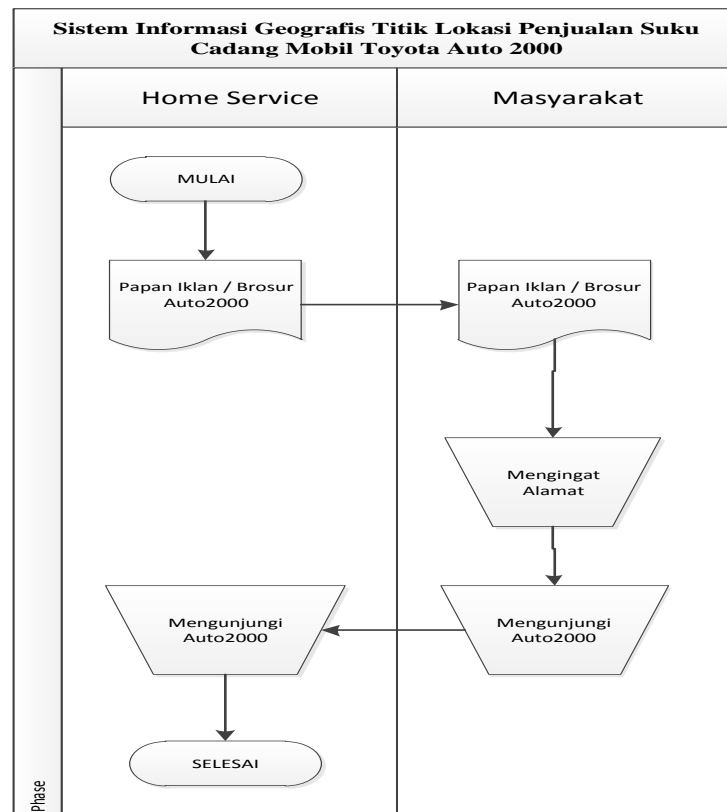 Sistem Informasi Geografis Titik Lokasi Penjualan Suku
Cadang Mobil Toyota Auto 2000
Home Service
Masyarakat
MULAI
Papan Iklan / Brosur
Auto2000
Papan Iklan / Brosur
Auto2000
Mengingat
Alamat
Mengunjungi
Auto2000
Mengunjungi
Auto2000
SELESAI
Phase